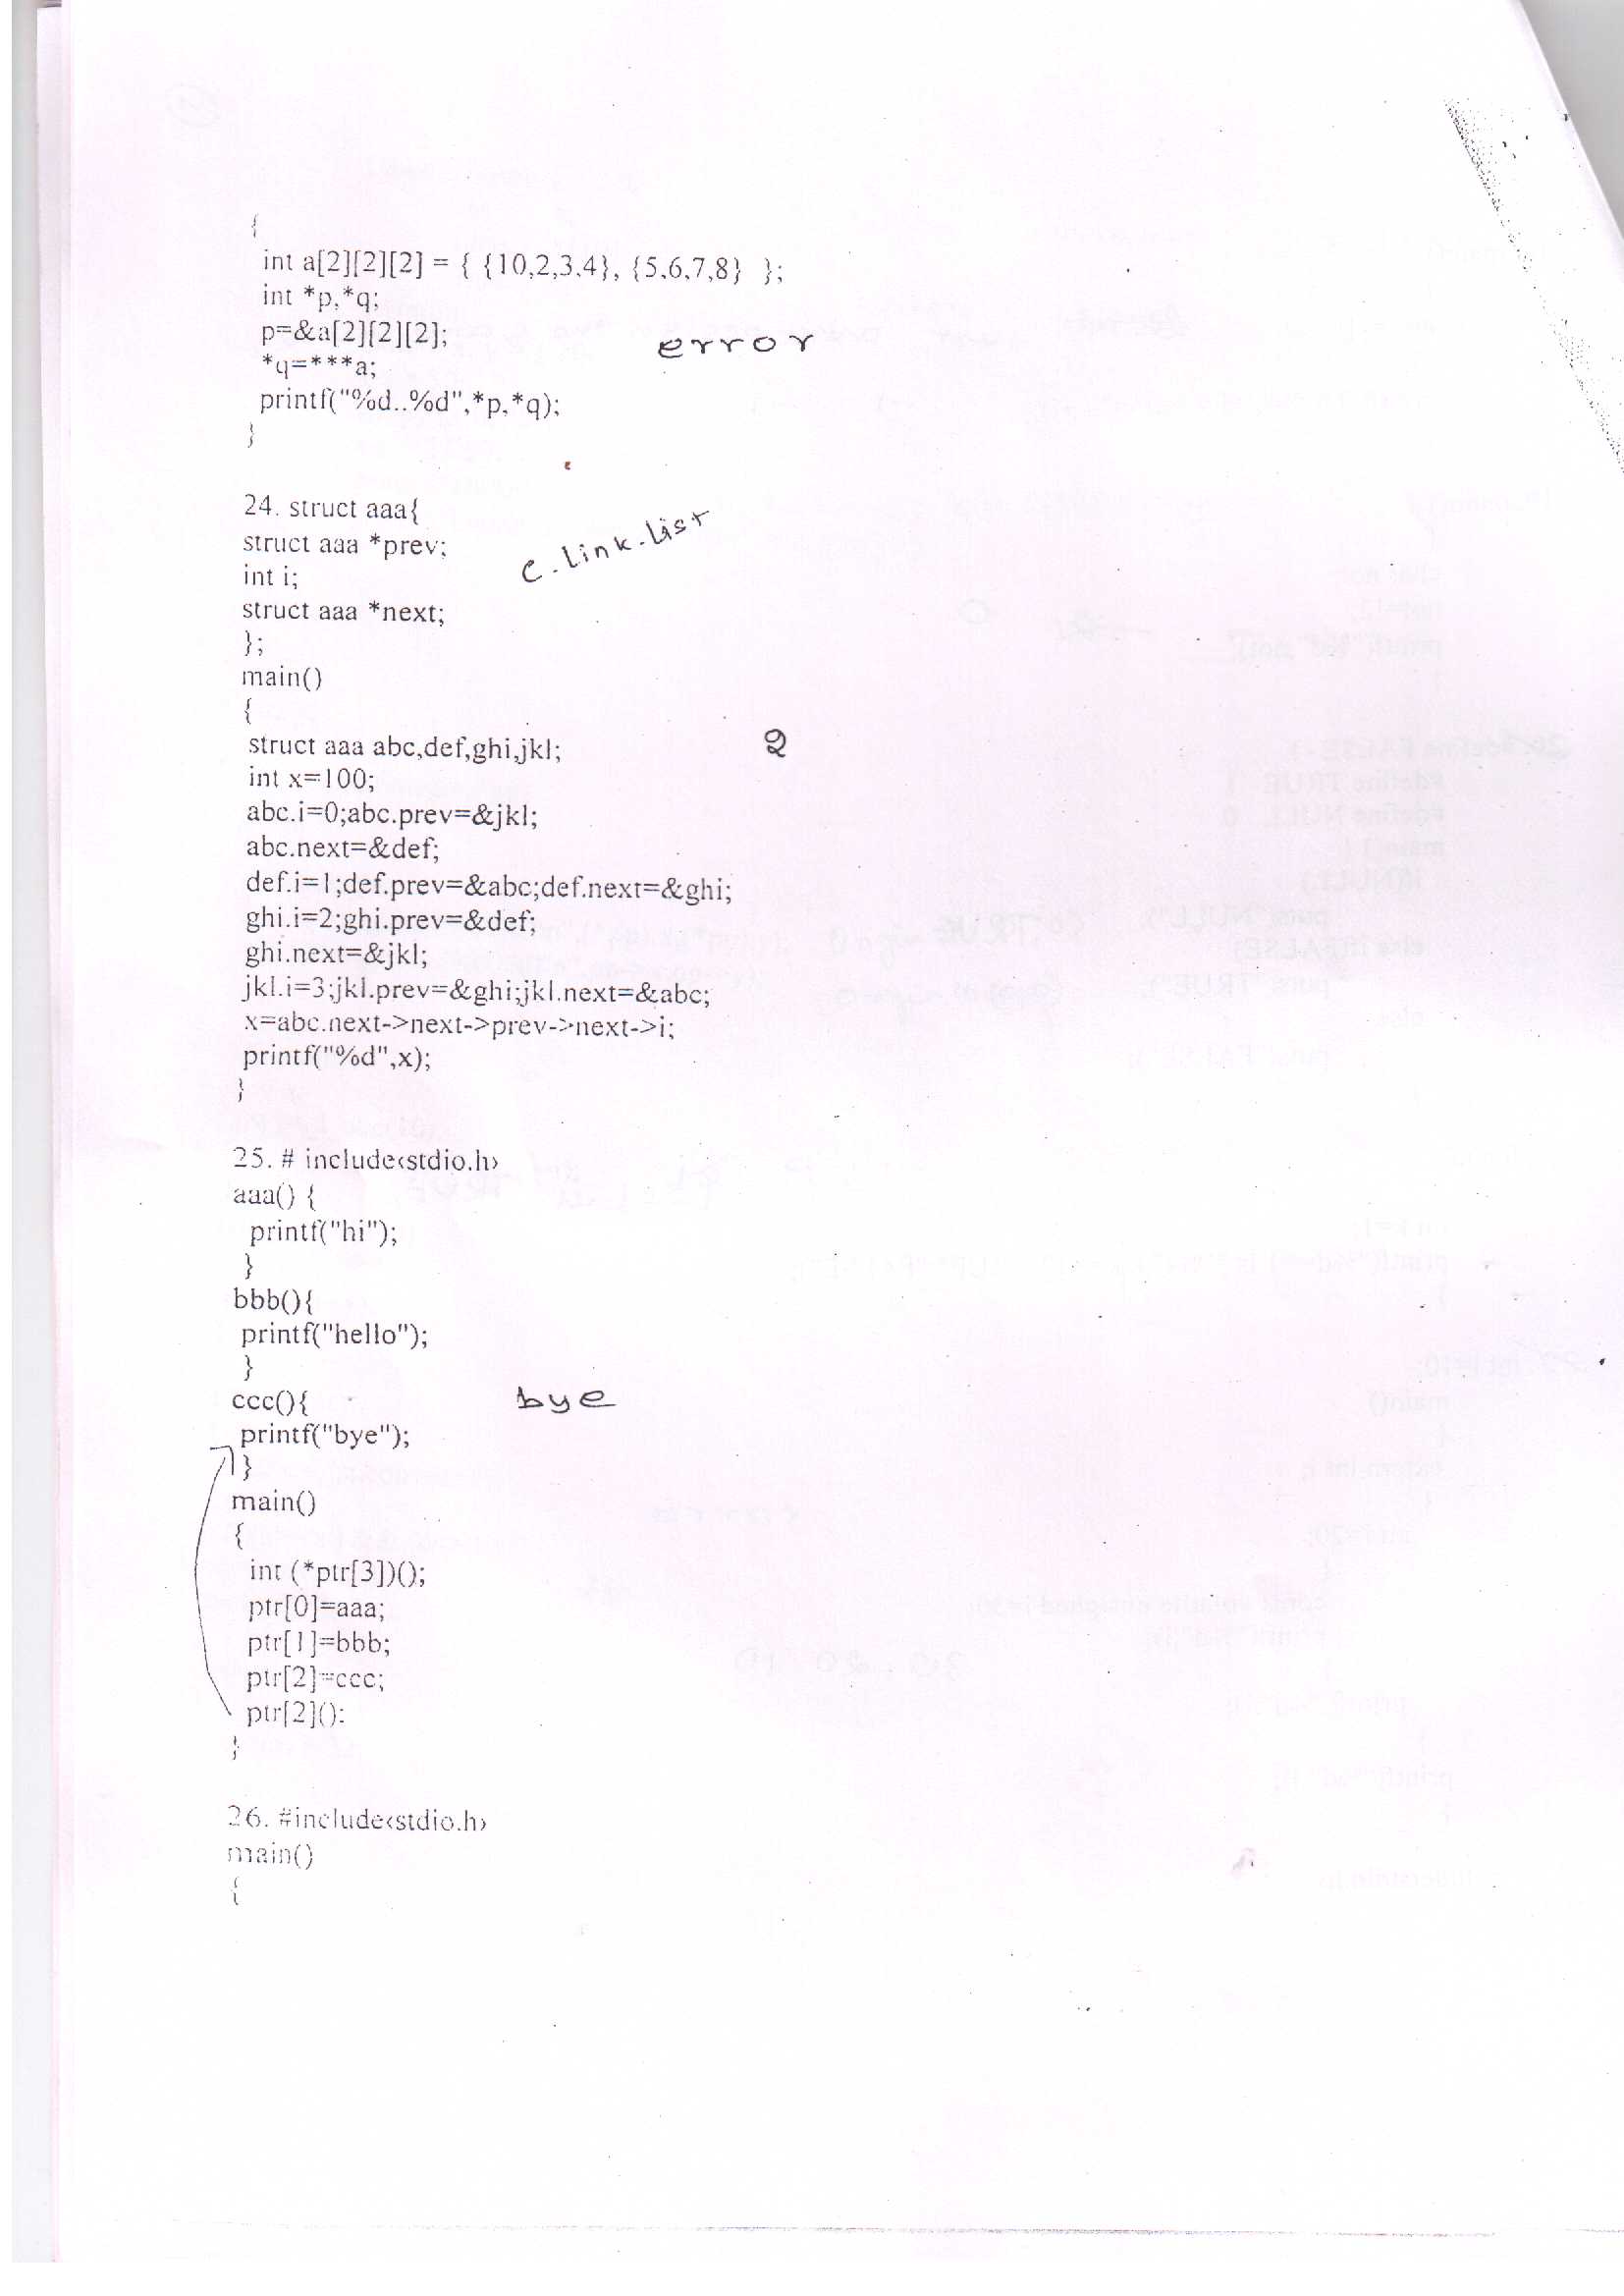 {
int a[2][2][2] = { {10,2,3,4}, {5,6,7,8} };
int *p,*q;
p=&a[2][2][2];
*q=***a;
error
printf("%d..%d",*p,*q);
}
24. struct aaa{
struct aaa *prev;
C.link.list
int i;
struct aaa *next;
};
main()
{
struct aaa abc,def,ghi,jkl;
2
int x=100;
abc.i=0;abc.prev=&jkl;
abc.next=&def;
def.i=1;def.prev=&abc;def.next=&ghi;
ghi.i=2;ghi.prev=&def;
ghi.next=&jkl;
jkl.i=3;jkl.prev=&ghi;jkl.next=&abc;
x=abc.next->next->prev->next->i;
printf("%d",x);
}
25. # include‹stdio.h›
aaa() {
printf("hi");
}
bbb(){
printf("hello");
}
ccc(){
bye
printf("bye");
}
main()
{
int (*ptr[3])();
ptr[0]=aaa;
ptr[1]=bbb;
ptr[2]=ccc;
ptr[2]();
}
26. #include‹stdio.h›
main()
{